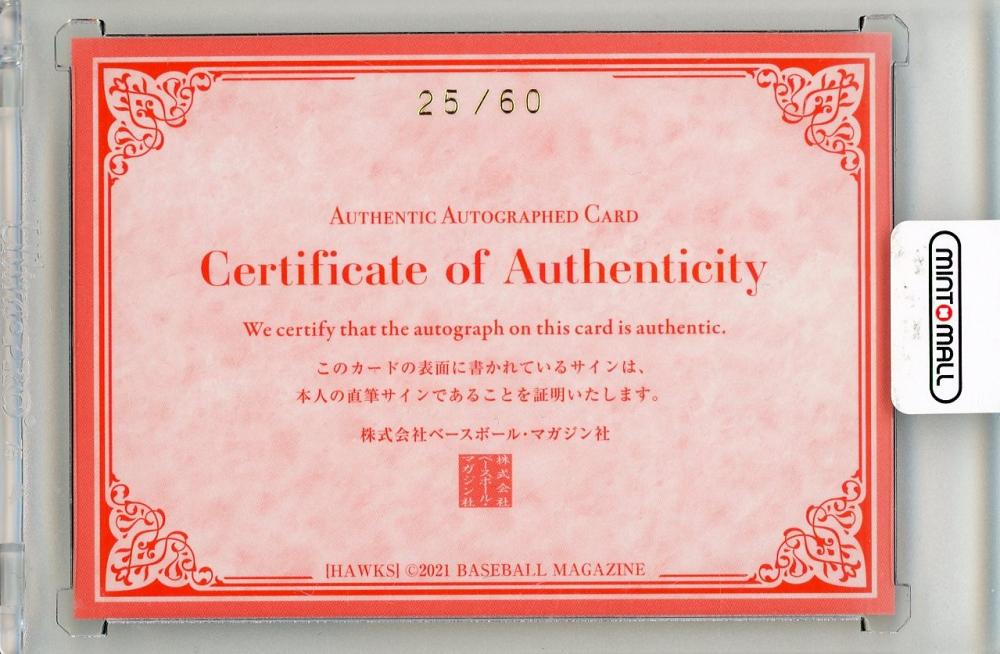 25/60
AUTHENTIC AUTOGRAPHED CARD
Certificate of Authenticity
We certify that the autograph on this card is authentic.
このカードの表面に書かれているサインは、
本人の直筆サインであることを証明いたします。
株式会社ベースボール・マガジン社
株式会社
ベースボール・
マガジン社
[HAWKS] ©2021 BASEBALL MAGAZINE
MINT MALL